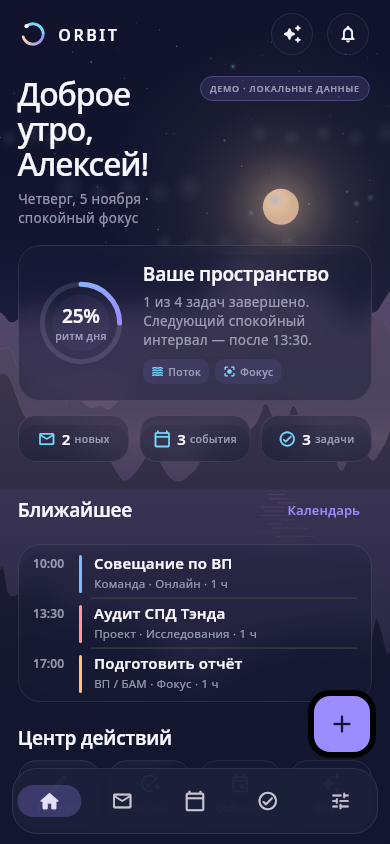 ORBIT
Доброе
утро,
Алексей!
ДЕМО · ЛОКАЛЬНЫЕ ДАННЫЕ
Четверг, 5 ноября ·
спокойный фокус
25%
ритм дня
Ваше пространство
1 из 4 задач завершено.
Следующий спокойный
интервал — после 13:30.
Поток
Фокус
2 новых
3 события
3 задачи
Ближайшее
Календарь
10:00
Совещание по ВП
Команда · Онлайн · 1 ч
13:30
Аудит СПД Тэнда
Проект · Исследования · 1 ч
17:00
Подготовить отчёт
ВП / БАМ · Фокус · 1 ч
Центр действий